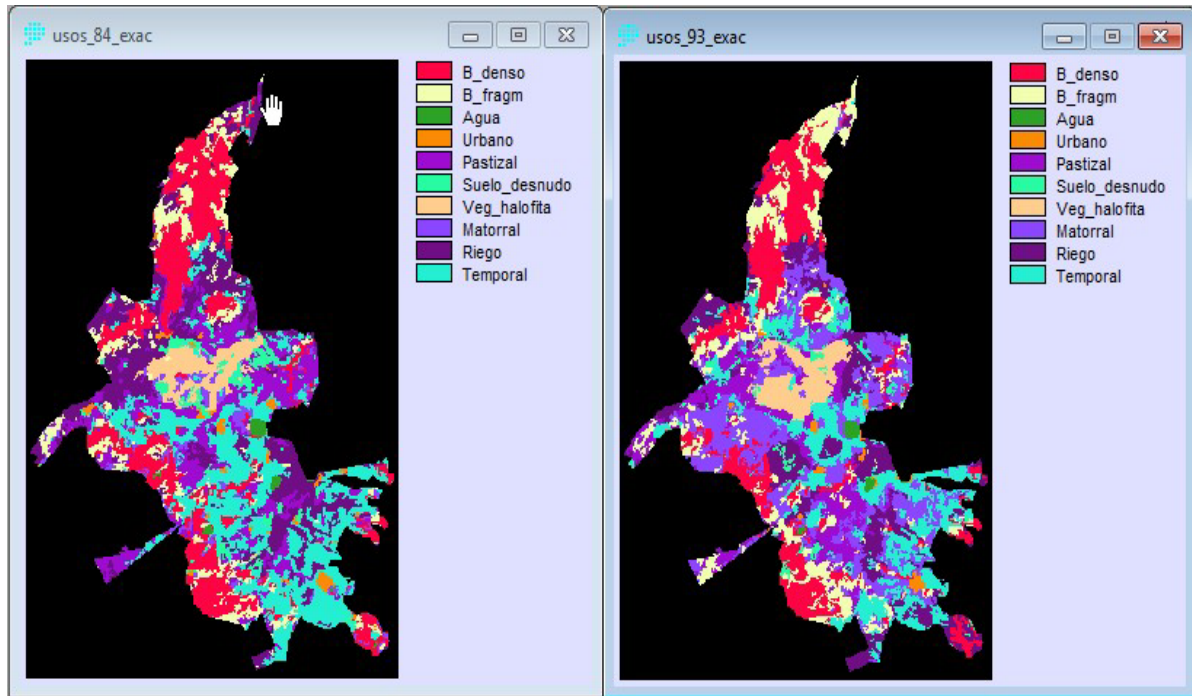 usos_84_exac
B_denso
B_fragm
Agua
Urbano
Pastizal
Suelo_desnudo
Veg_halofita
Matorral
Riego
Temporal
usos_93_exac
B_denso
B_fragm
Agua
Urbano
Pastizal
Suelo_desnudo
Veg_halofita
Matorral
Riego
Temporal